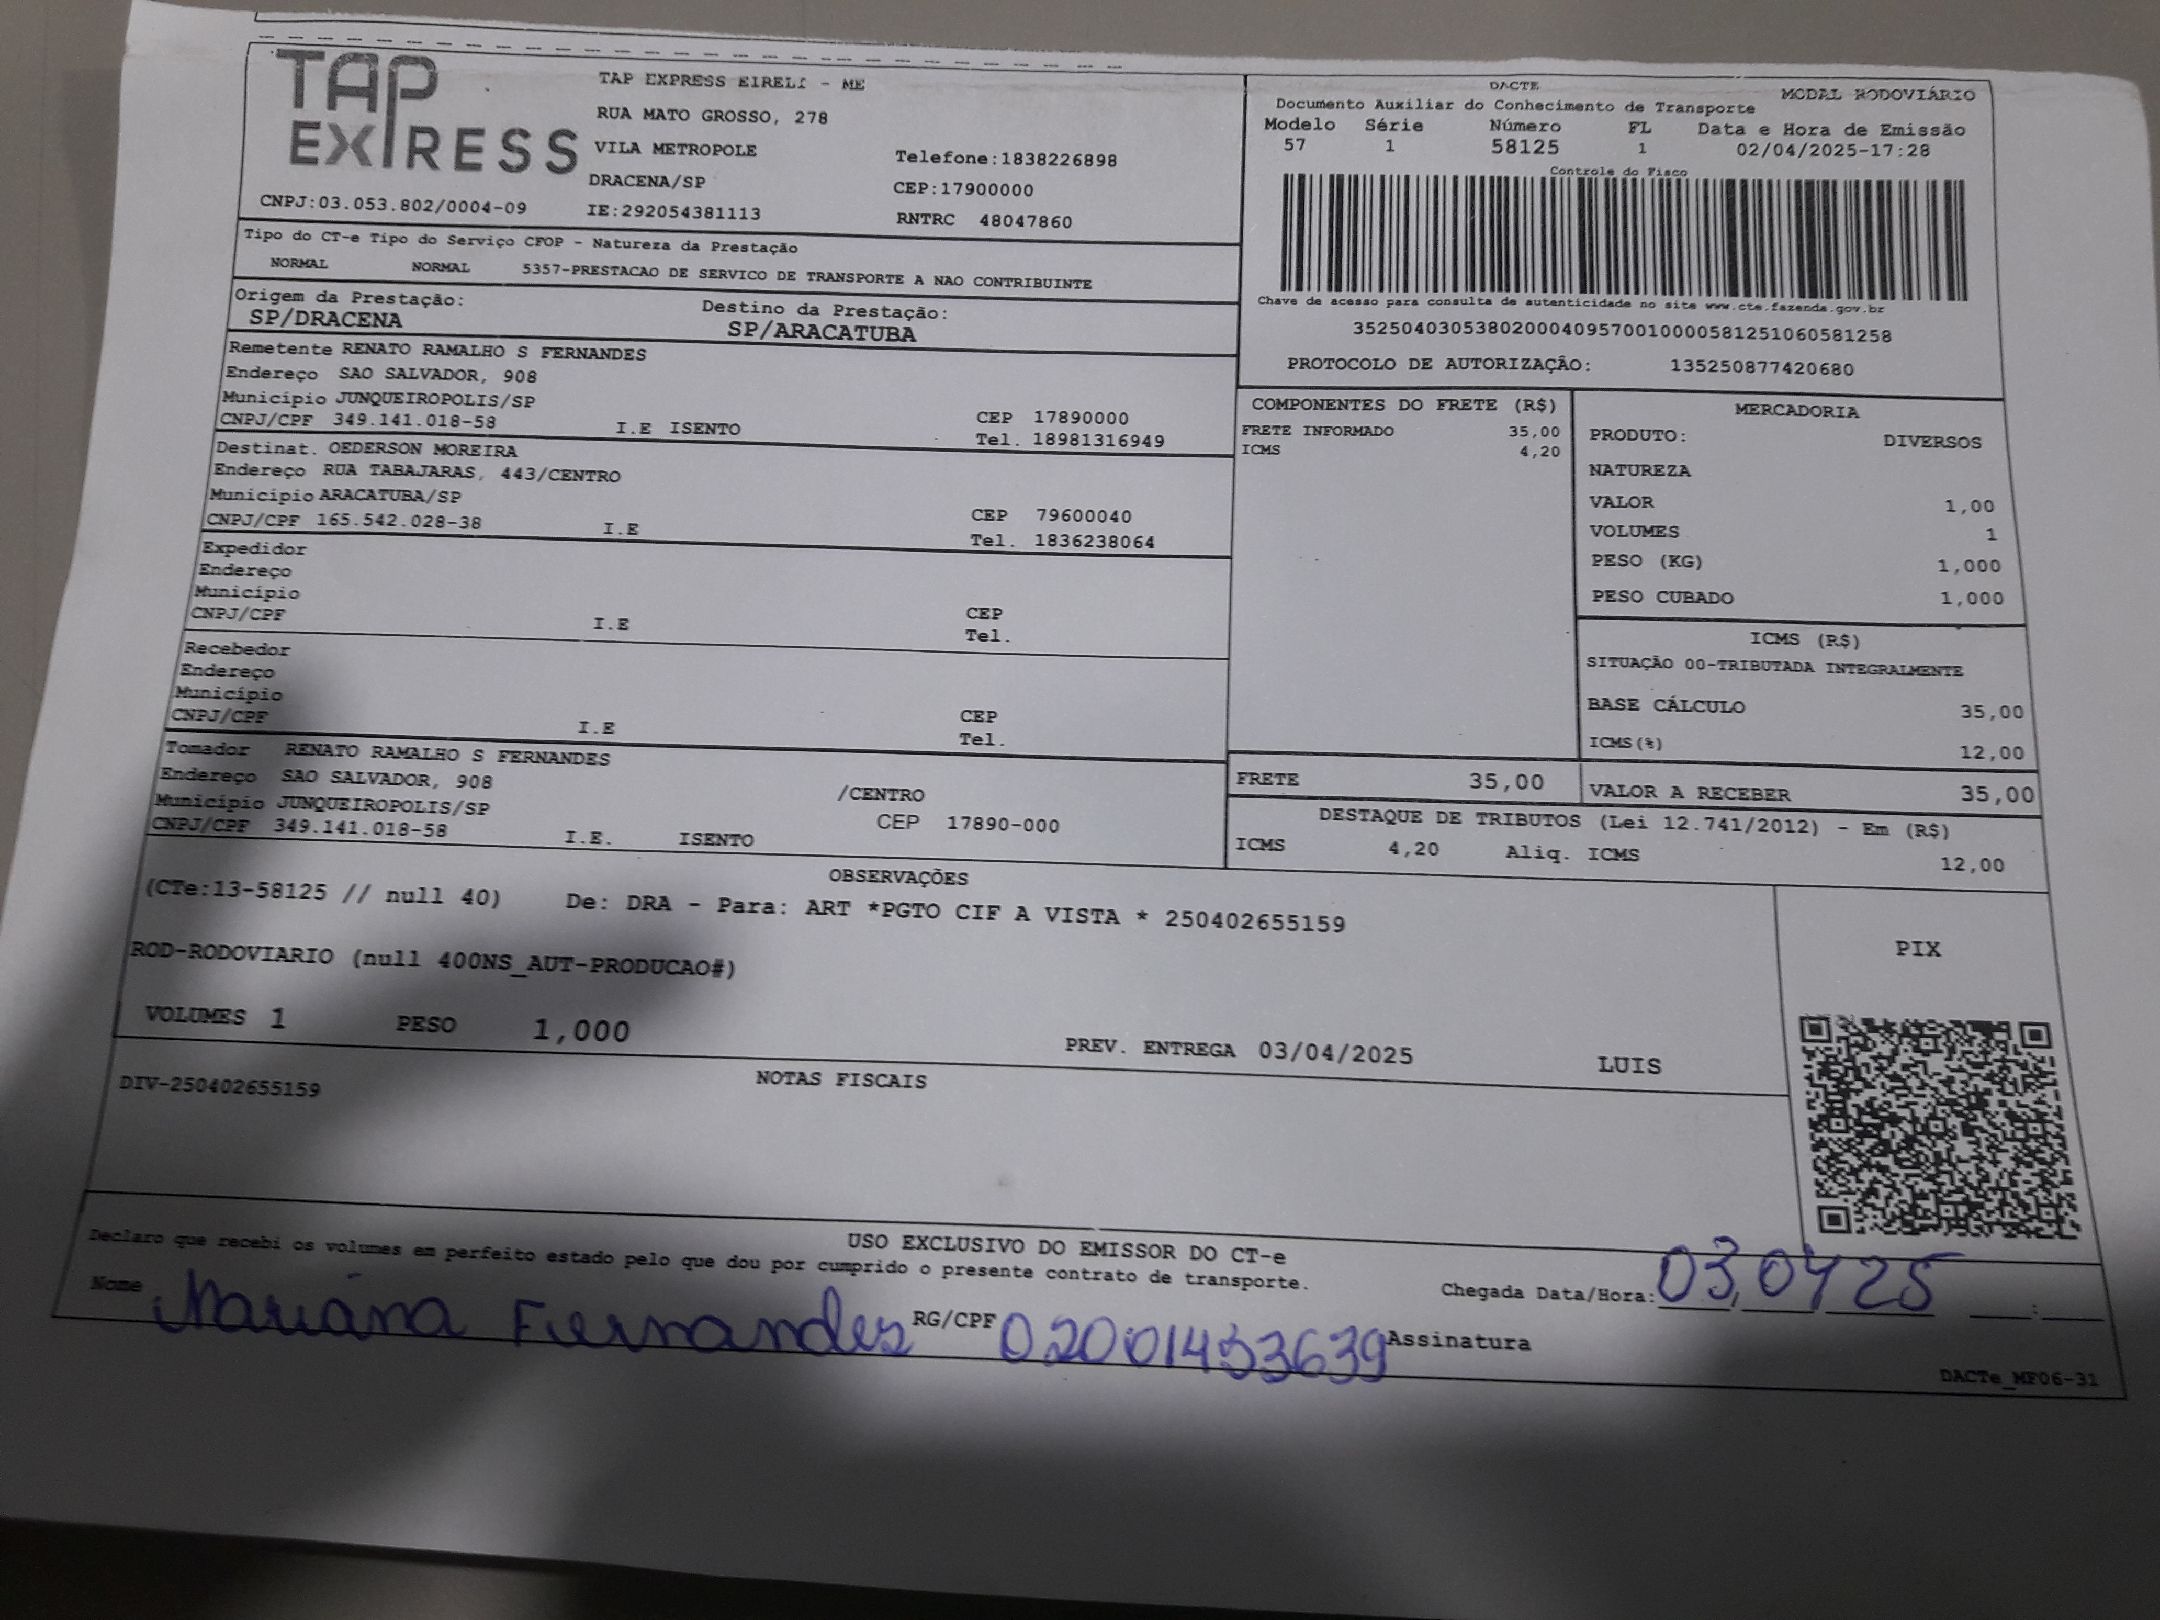 TAP EXPRESS
TAP EXPRESS EIRELI - ME
RUA MATO GROSSO, 278
VILA METROPOLE
Telefone:1838226898
DRACENA/SP
CEP:17900000
CNPJ:03.053.802/0004-09
IE:292054381113
RNTRC 48047860
DACTE
MODAL RODOVIÁRIO
Documento Auxiliar do Conhecimento de Transporte
Modelo Série Número FL Data e Hora de Emissão
57 1 58125 1 02/04/2025-17:28
Controle do Fisco
Chave de acesso para consulta de autenticidade no site www.cte.fazenda.gov.br
35250403053802000409570010000581251060581258
PROTOCOLO DE AUTORIZAÇÃO: 135250877420680
Tipo do CT-e Tipo do Serviço CFOP - Natureza da Prestação
NORMAL NORMAL 5357-PRESTACAO DE SERVICO DE TRANSPORTE A NAO CONTRIBUINTE
Origem da Prestação: Destino da Prestação:
SP/DRACENA SP/ARACATUBA
Remetente RENATO RAMALHO S FERNANDES
Endereço SAO SALVADOR, 908
Município JUNQUEIROPOLIS/SP CEP 17890000
CNPJ/CPF 349.141.018-58 I.E ISENTO Tel. 18981316949
Destinat. OEDERSON MOREIRA
Endereço RUA TABAJARAS, 443/CENTRO
Município ARACATUBA/SP CEP 79600040
CNPJ/CPF 165.542.028-38 I.E Tel. 1836238064
Expedidor
Endereço
Município CEP
CNPJ/CPF I.E Tel.
Recebedor
Endereço
Município CEP
CNPJ/CPF I.E Tel.
Tomador RENATO RAMALHO S FERNANDES
Endereço SAO SALVADOR, 908 /CENTRO
Município JUNQUEIROPOLIS/SP CEP 17890-000
CNPJ/CPF 349.141.018-58 I.E. ISENTO
COMPONENTES DO FRETE (R$)
FRETE INFORMADO 35,00
ICMS 4,20
MERCADORIA
PRODUTO: DIVERSOS
NATUREZA
VALOR 1,00
VOLUMES 1
PESO (KG) 1,000
PESO CUBADO 1,000
ICMS (R$)
SITUAÇÃO 00-TRIBUTADA INTEGRALMENTE
BASE CÁLCULO 35,00
ICMS(%) 12,00
FRETE 35,00 VALOR A RECEBER 35,00
DESTAQUE DE TRIBUTOS (Lei 12.741/2012) - Em (R$)
ICMS 4,20 Aliq. ICMS 12,00
OBSERVAÇÕES
(CTe:13-58125 // null 40) De: DRA - Para: ART *PGTO CIF A VISTA * 250402655159
ROD-RODOVIARIO (null 400NS_AUT-PRODUCAO#)
PIX
VOLUMES 1 PESO 1,000 PREV. ENTREGA 03/04/2025 LUIS
NOTAS FISCAIS
DIV-250402655159
USO EXCLUSIVO DO EMISSOR DO CT-e
Declaro que recebi os volumes em perfeito estado pelo que dou por cumprido o presente contrato de transporte.
Chegada Data/Hora: 03,04 25 :
Nome Mariána Fernandes RG/CPF 02001453639 Assinatura
DACTe_MF06-31